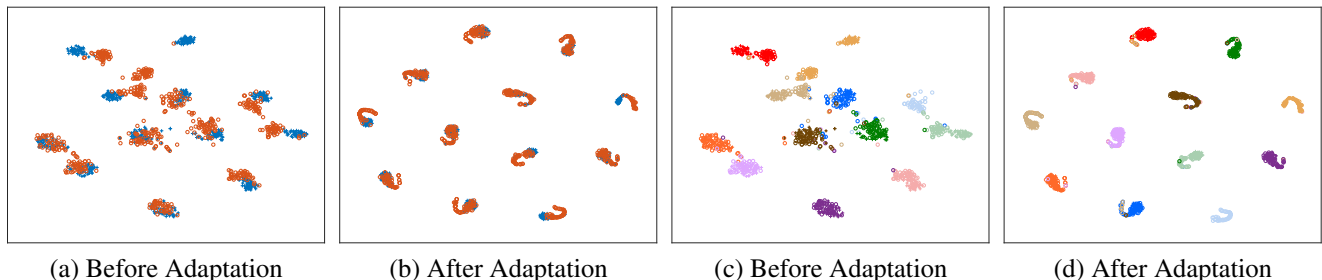 (a) Before Adaptation
(b) After Adaptation
(c) Before Adaptation
(d) After Adaptation